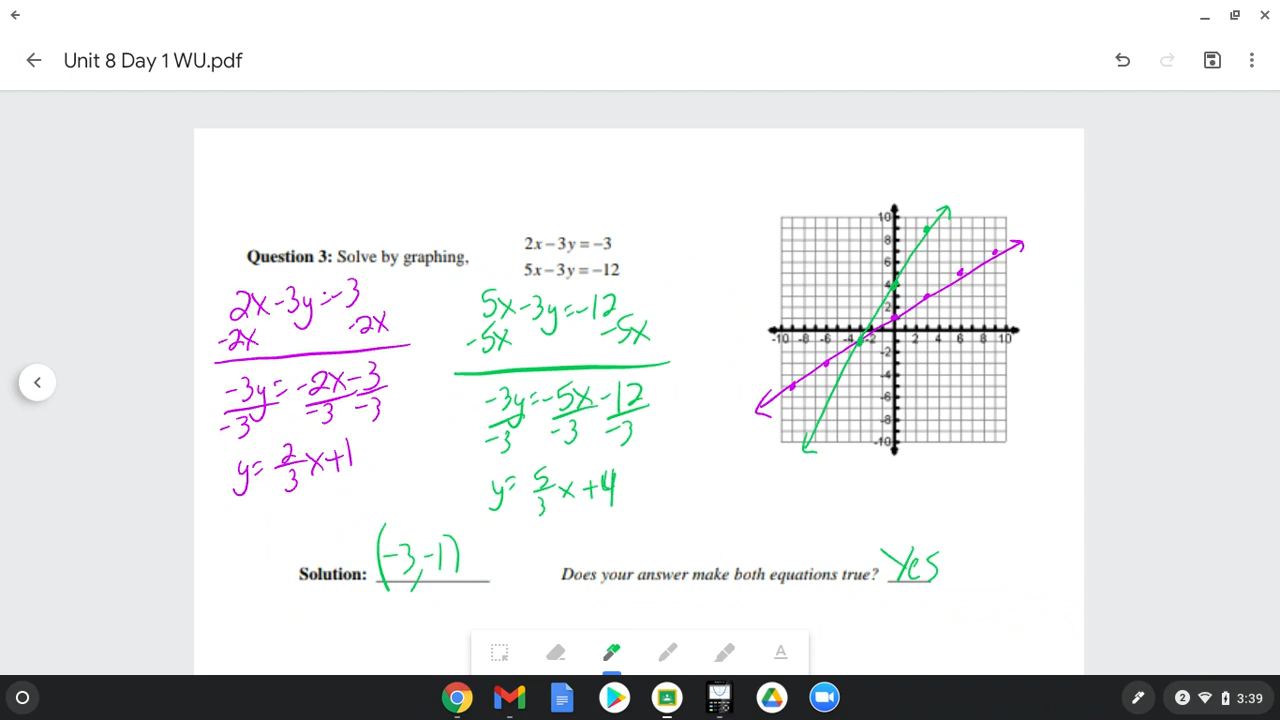 Unit 8 Day 1 WU.pdf
Question 3: Solve by graphing,
2x – 3y = –3
5x – 3y = –12
2x-3y=-3
-2x -2x
-3y = -2x -3
-3 -3 -3
y= 2/3 x+1
5x-3y=-12
-5x -5x
-3y=-5x -12
-3 -3 -3
y= 5/3 x +4
10
8
6
4
2
-10 -8 -6 -4 -2 2 4 6 8 10
-2
-4
-6
-8
-10
Solution: (-3,-1)
Does your answer make both equations true? Yes
A
2 3:39